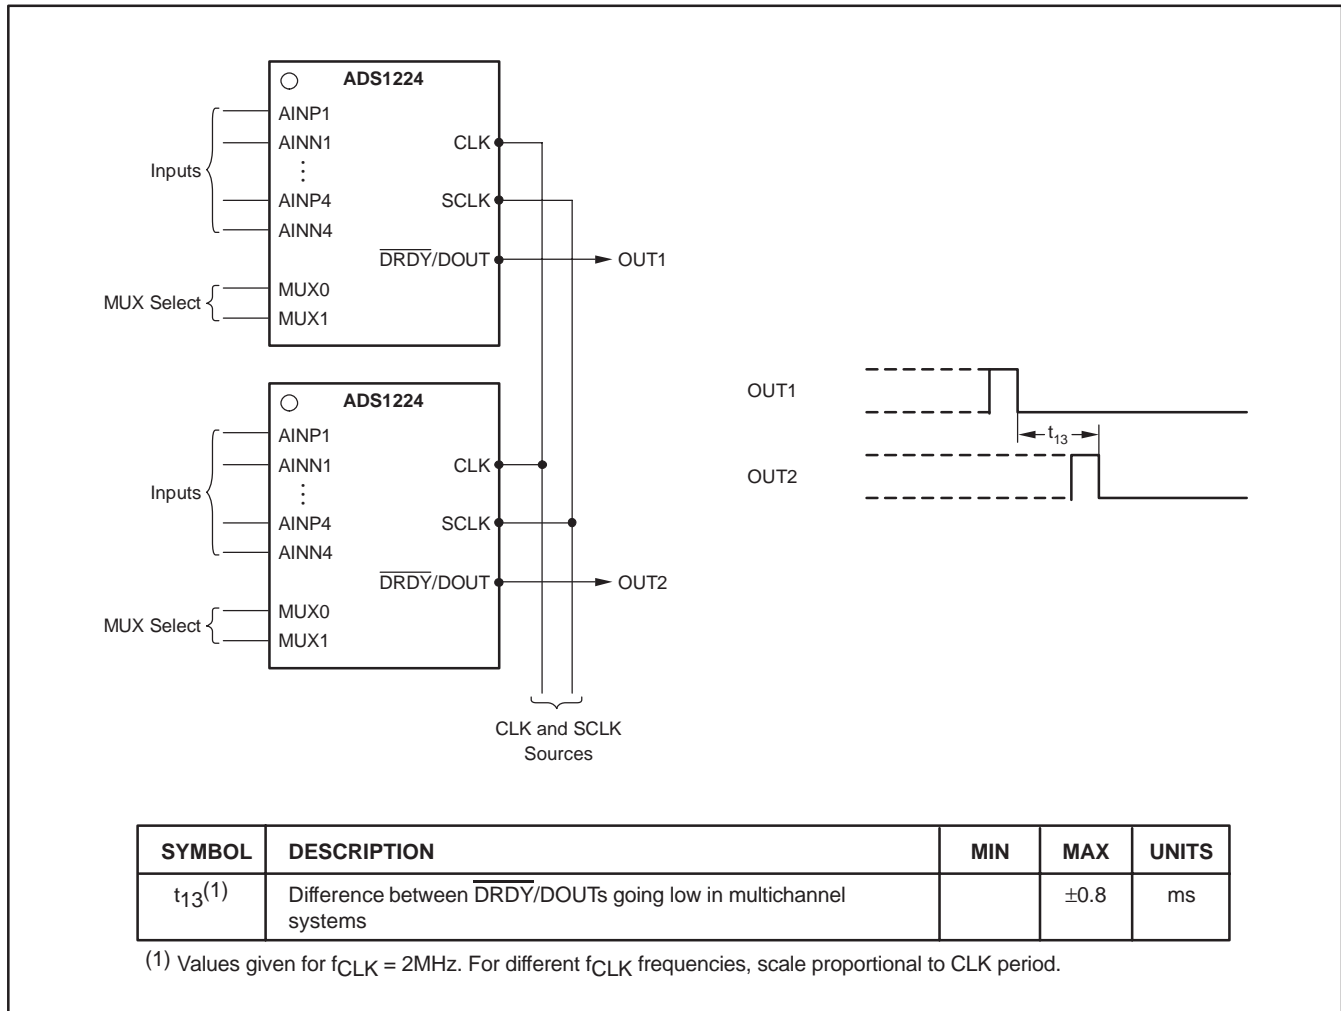 ADS1224
AINP1
AINN1
AINP4
AINN4
Inputs
MUX0
MUX1
MUX Select
CLK
SCLK
DRDY/DOUT
OUT1
ADS1224
AINP1
AINN1
AINP4
AINN4
Inputs
MUX0
MUX1
MUX Select
CLK
SCLK
DRDY/DOUT
OUT2
CLK and SCLK
Sources
OUT1
t13
OUT2
SYMBOL DESCRIPTION MIN MAX UNITS
t13(1) Difference between DRDY/DOUTs going low in multichannel ±0.8 ms
systems
(1) Values given for fCLK = 2MHz. For different fCLK frequencies, scale proportional to CLK period.